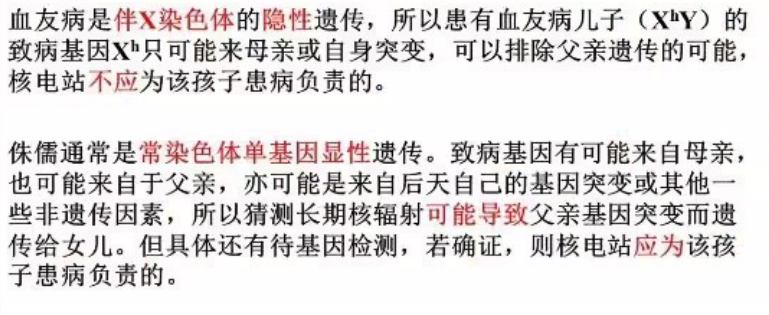 血友病是伴X染色体的隐性遗传，所以患有血友病儿子（XʰY）的
致病基因Xʰ只可能来母亲或自身突变，可以排除父亲遗传的可能，
核电站不应为该孩子患病负责的。
侏儒通常是常染色体单基因显性遗传。致病基因有可能来自母亲，
也可能来自于父亲，亦可能是来自后天自己的基因突变或其他一
些非遗传因素，所以猜测长期核辐射可能导致父亲基因突变而遗
传给女儿。但具体还有待基因检测，若确证，则核电站应为该孩
子患病负责的。